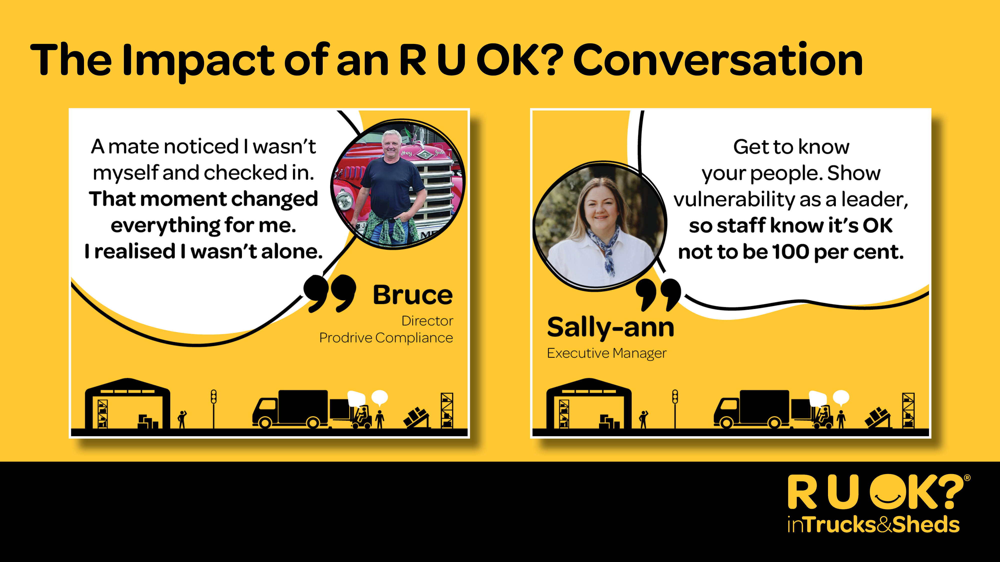 The Impact of an R U OK? Conversation
A mate noticed I wasn't
myself and checked in.
That moment changed
everything for me.
I realised I wasn't alone.
Hey Jude
Bruce
Director
Prodrive Compliance
Get to know
your people. Show
vulnerability as a leader,
so staff know it's OK
not to be 100 per cent.
Sally-ann
Executive Manager
R U OK?®
inTrucks&Sheds